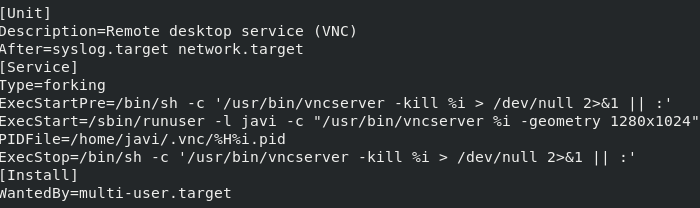 [Unit]
Description=Remote desktop service (VNC)
After=syslog.target network.target
[Service]
Type=forking
ExecStartPre=/bin/sh -c '/usr/bin/vncserver -kill %i > /dev/null 2>&1 || :'
ExecStart=/sbin/runuser -l javi -c "/usr/bin/vncserver %i -geometry 1280x1024"
PIDFile=/home/javi/.vnc/%H%i.pid
ExecStop=/bin/sh -c '/usr/bin/vncserver -kill %i > /dev/null 2>&1 || :'
[Install]
WantedBy=multi-user.target